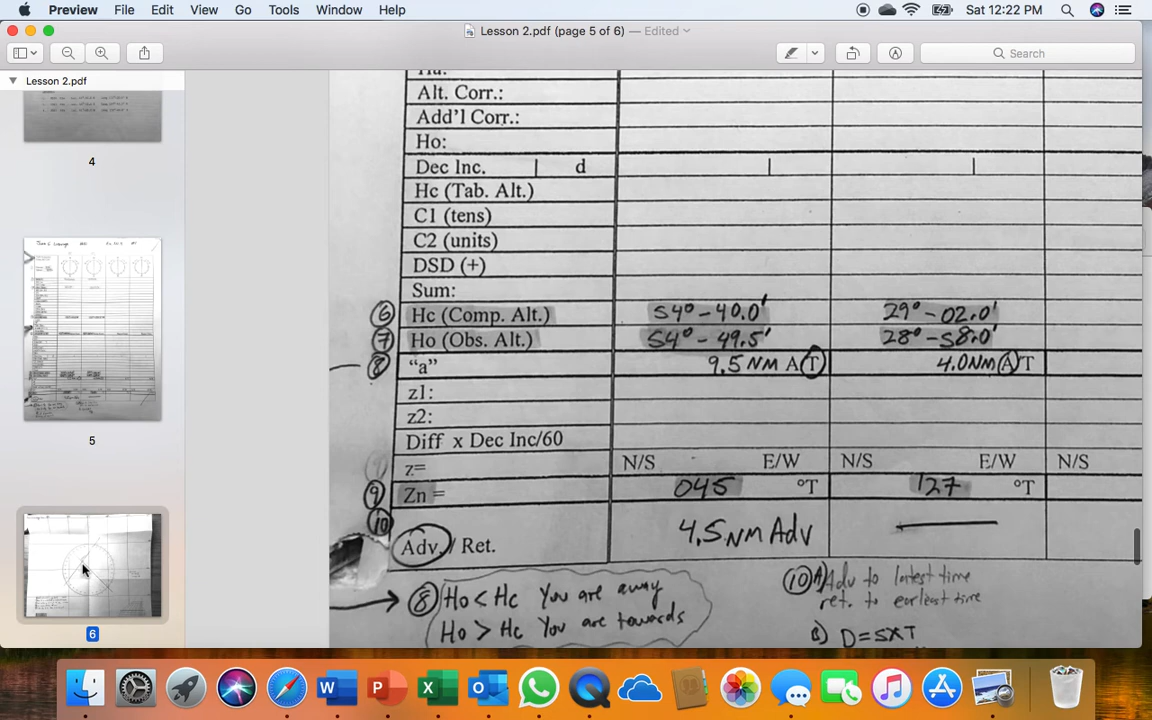 Preview File Edit View Go Tools Window Help Sat 12:22 PM
Lesson 2.pdf (page 5 of 6) — Edited
Search
Lesson 2.pdf
4
5
6
Alt. Corr.:
Add'l Corr.:
Ho:
Dec Inc. | d
Hc (Tab. Alt.)
C1 (tens)
C2 (units)
DSD (+)
Sum:
6 Hc (Comp. Alt.) 54° - 40.0' 29° - 02.0'
7 Ho (Obs. Alt.) 54° - 49.5' 28° - 58.0'
8 "a" 9.5 NM A T 4.0NM A T
z1:
z2:
Diff x Dec Inc/60
z= N/S E/W N/S E/W N/S
9 Zn = 045 °T 127 °T
10
Adv. / Ret. 4.5 NM Adv
8 Ho < Hc You are away
Ho > Hc You are towards
10 A) Adv to latest time
ret. to earliest time
B) D = S X T
W P X